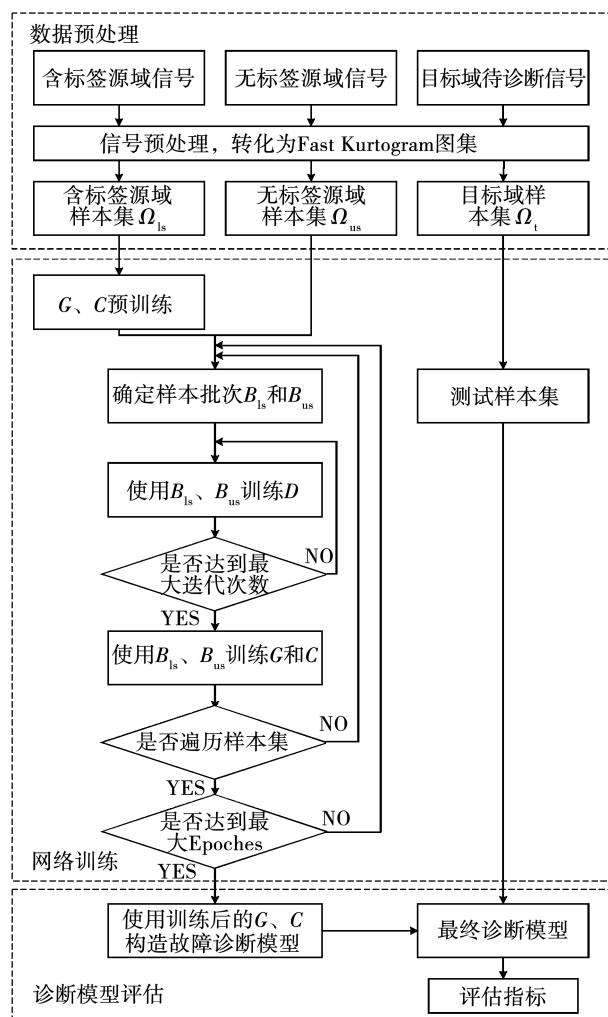 数据预处理
含标签源域信号
无标签源域信号
目标域待诊断信号
信号预处理，转化为Fast Kurtogram图集
含标签源域
样本集Ωls
无标签源域
样本集Ωus
目标域样
本集Ωt
G、C预训练
确定样本批次Bls和Bus
测试样本集
使用Bls、Bus训练D
是否达到最
大迭代次数
NO
YES
使用Bls、Bus训练G和C
是否遍历样本集
NO
YES
是否达到最
大Epoches
NO
YES
网络训练
使用训练后的G、C
构造故障诊断模型
最终诊断模型
诊断模型评估
评估指标